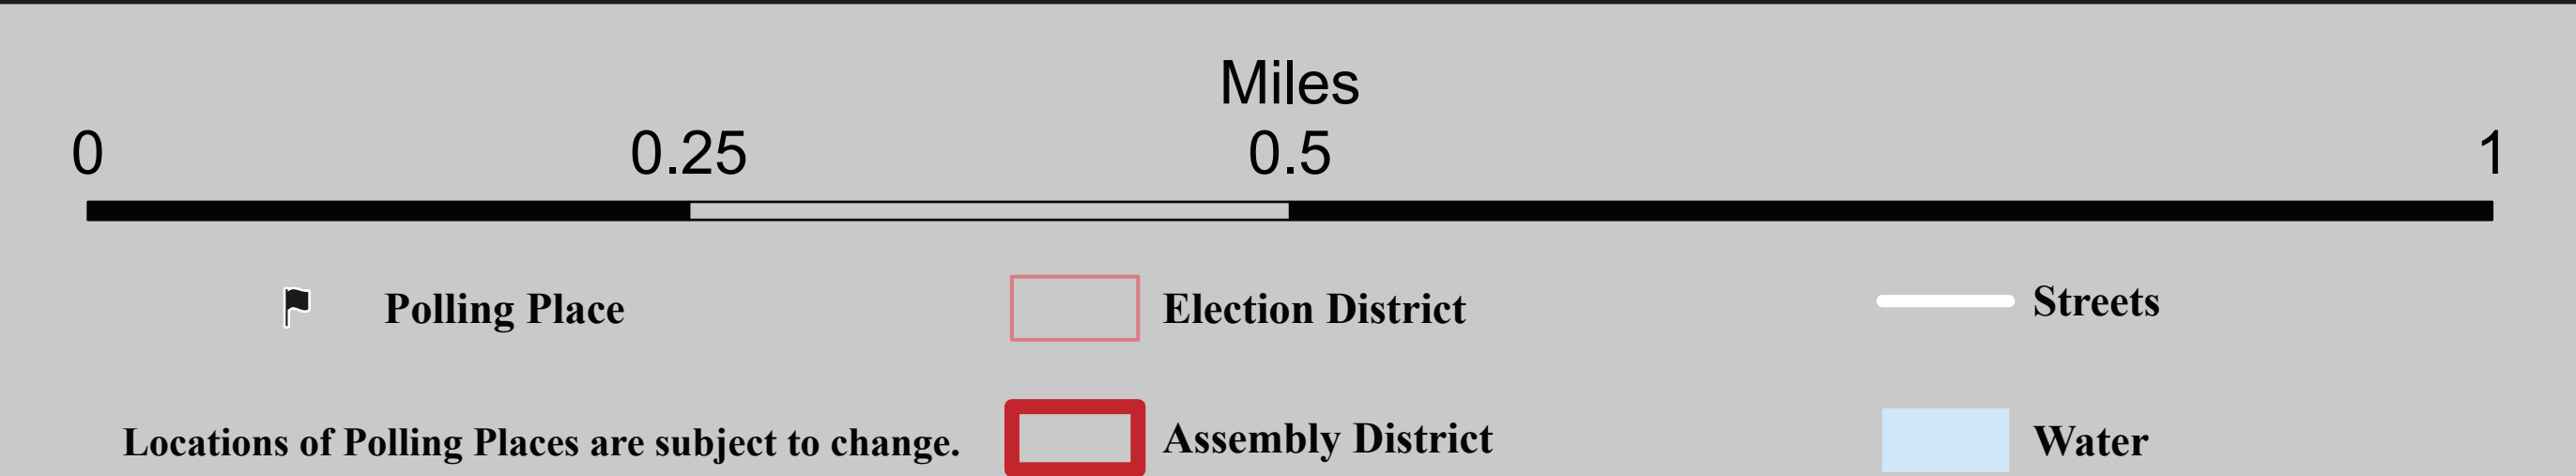 Miles
0 0.25 0.5 1
Polling Place Election District Streets
Locations of Polling Places are subject to change. Assembly District Water